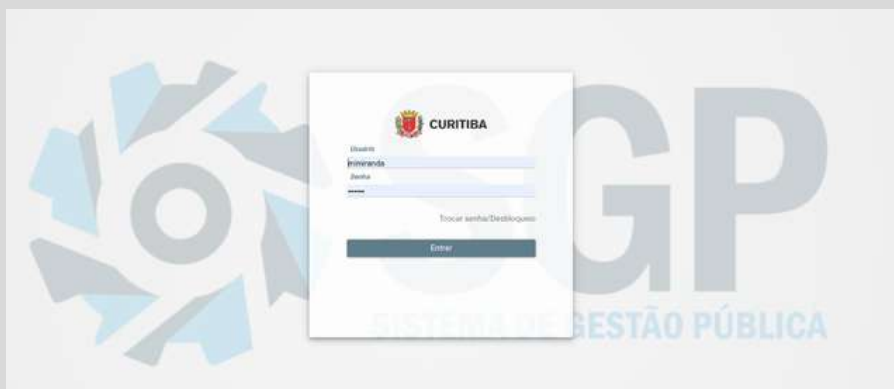 SGP
CURITIBA
Usuário
Senha
••••••
Trocar senha/Desbloqueio
Entrar
SISTEMA DE GESTÃO PÚBLICA